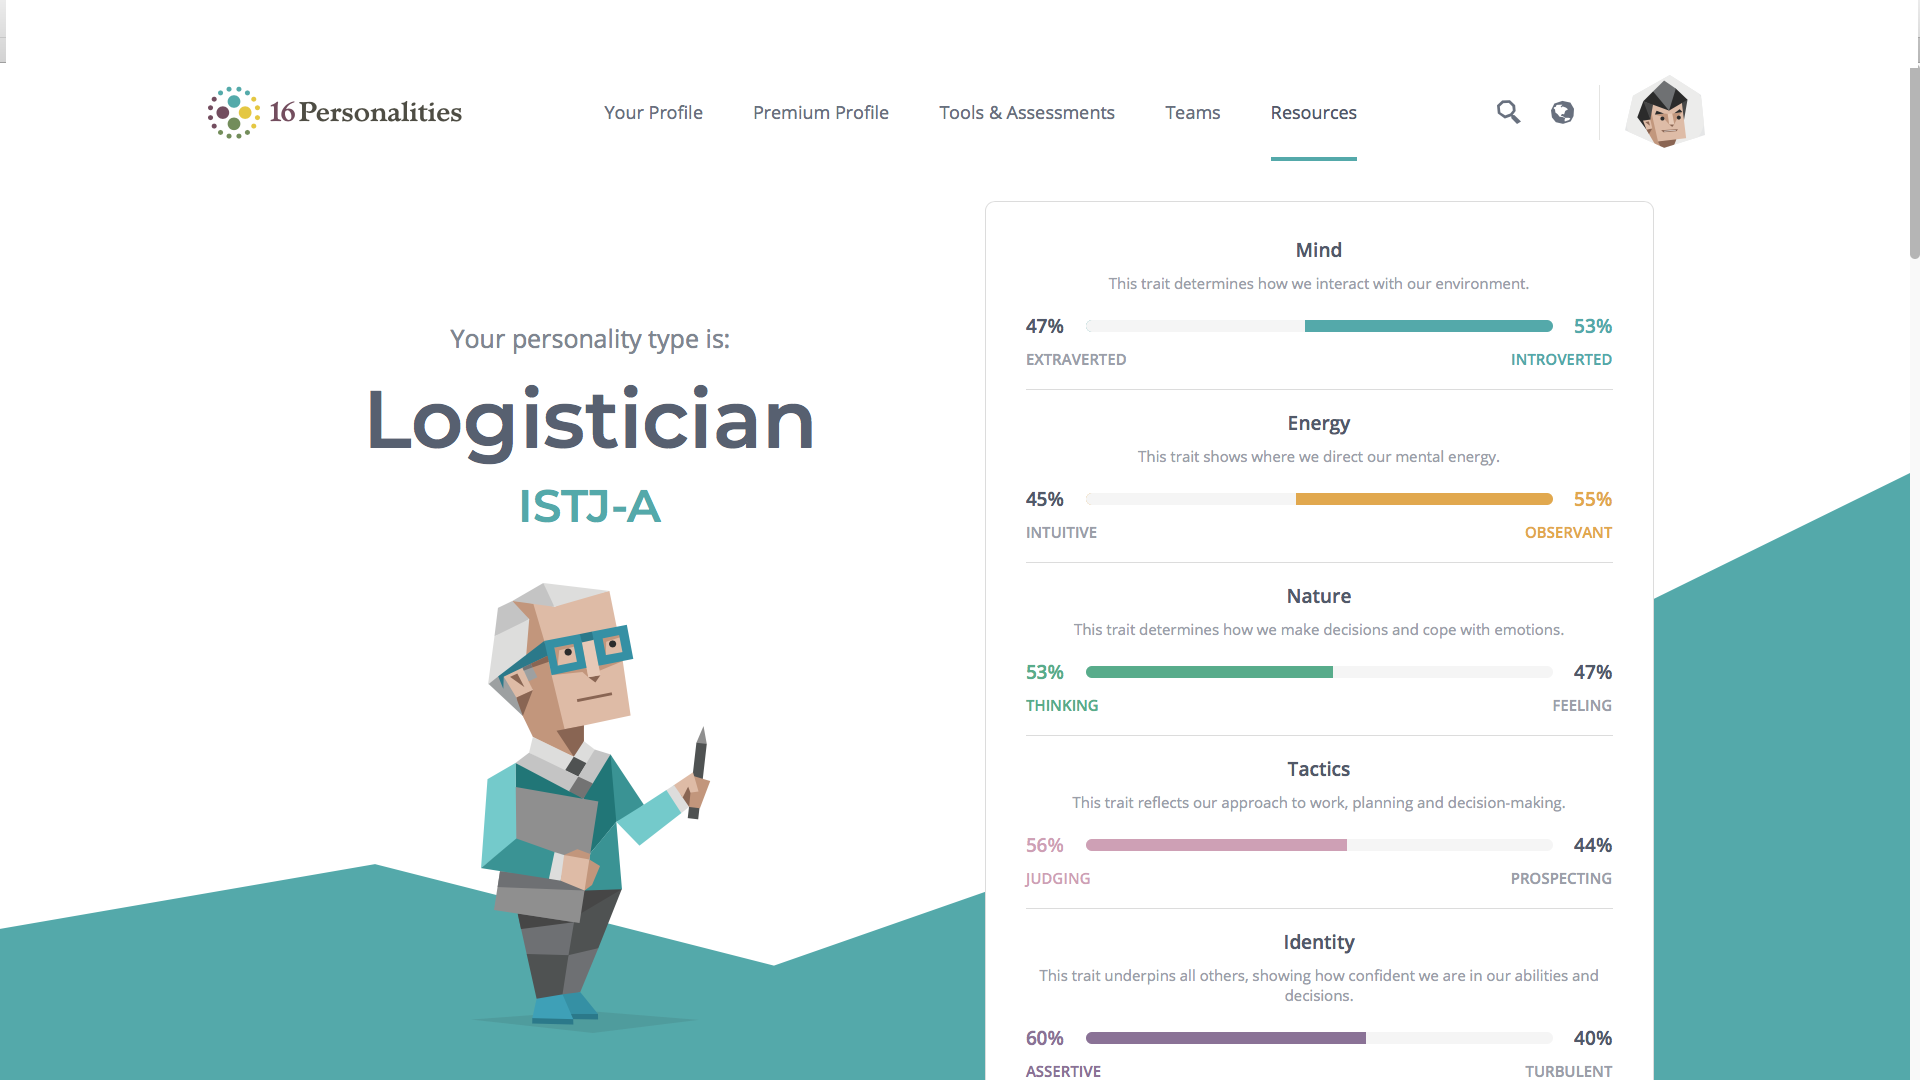 16Personalities
Your Profile
Premium Profile
Tools & Assessments
Teams
Resources
Your personality type is:
Logistician
ISTJ-A
Mind
This trait determines how we interact with our environment.
47% 53%
EXTRAVERTED INTROVERTED
Energy
This trait shows where we direct our mental energy.
45% 55%
INTUITIVE OBSERVANT
Nature
This trait determines how we make decisions and cope with emotions.
53% 47%
THINKING FEELING
Tactics
This trait reflects our approach to work, planning and decision-making.
56% 44%
JUDGING PROSPECTING
Identity
This trait underpins all others, showing how confident we are in our abilities and
decisions.
60% 40%
ASSERTIVE TURBULENT